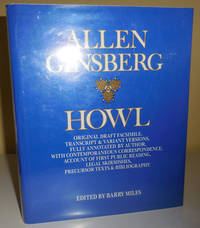 ALLEN
GINSBERG
HOWL
ORIGINAL DRAFT FACSIMILE,
TRANSCRIPT & VARIANT VERSIONS,
FULLY ANNOTATED BY AUTHOR,
WITH CONTEMPORANEOUS CORRESPONDENCE,
ACCOUNT OF FIRST PUBLIC READING,
LEGAL SKIRMISHES,
PRECURSOR TEXTS & BIBLIOGRAPHY
EDITED BY BARRY MILES